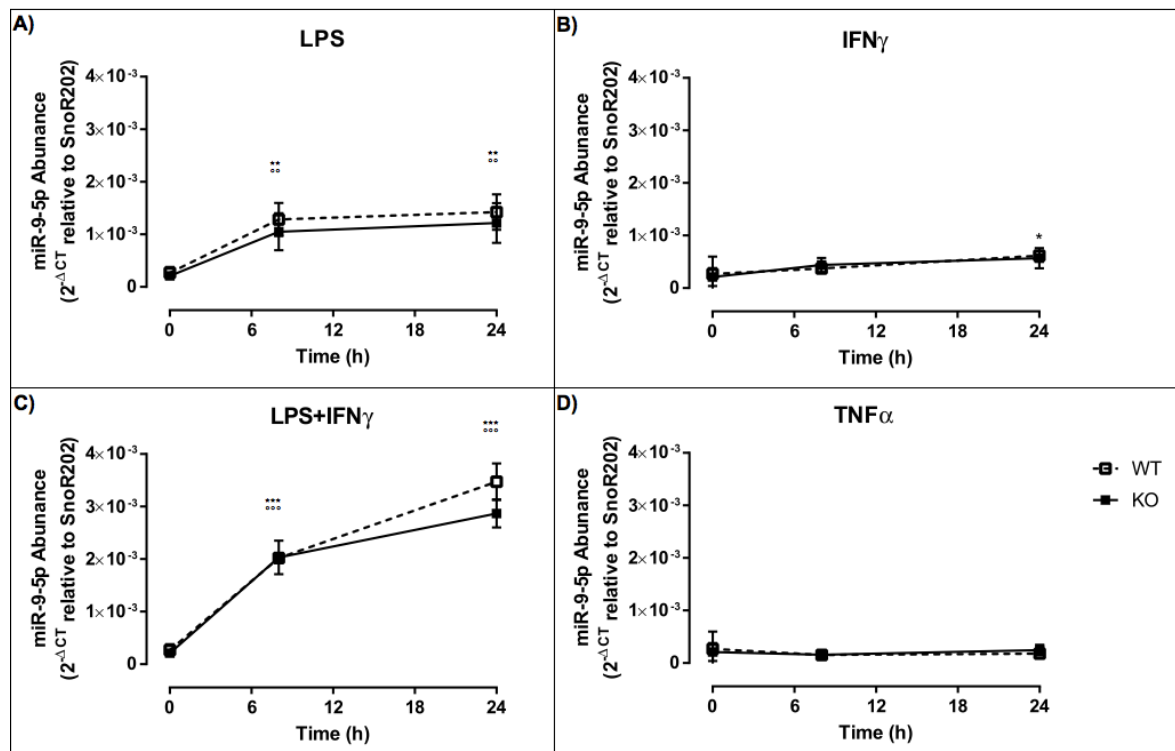 A)
LPS
miR-9-5p Abunance
(2^-ΔCT relative to SnoR202)
4×10^-3
3×10^-3
2×10^-3
1×10^-3
0
**
°°
**
°°
0 6 12 18 24
Time (h)
B)
IFNγ
miR-9-5p Abunance
(2^-ΔCT relative to SnoR202)
4×10^-3
3×10^-3
2×10^-3
1×10^-3
0
*
0 6 12 18 24
Time (h)
C)
LPS+IFNγ
miR-9-5p Abunance
(2^-ΔCT relative to SnoR202)
4×10^-3
3×10^-3
2×10^-3
1×10^-3
0
***
°°°
***
°°°
0 6 12 18 24
Time (h)
D)
TNFα
miR-9-5p Abunance
(2^-ΔCT relative to SnoR202)
4×10^-3
3×10^-3
2×10^-3
1×10^-3
0
0 6 12 18 24
Time (h)
WT
KO